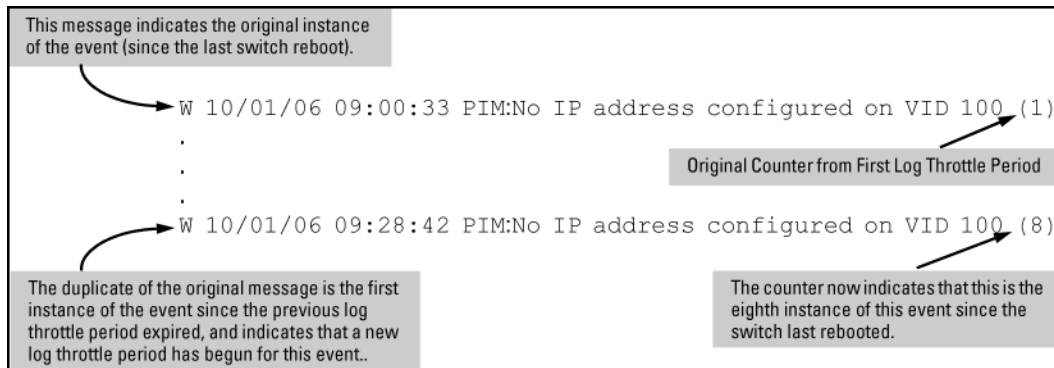 This message indicates the original instance
of the event (since the last switch reboot).
W 10/01/06 09:00:33 PIM:No IP address configured on VID 100 (1)
.
.
.
Original Counter from First Log Throttle Period
W 10/01/06 09:28:42 PIM:No IP address configured on VID 100 (8)
The duplicate of the original message is the first
instance of the event since the previous log
throttle period expired, and indicates that a new
log throttle period has begun for this event..
The counter now indicates that this is the
eighth instance of this event since the
switch last rebooted.